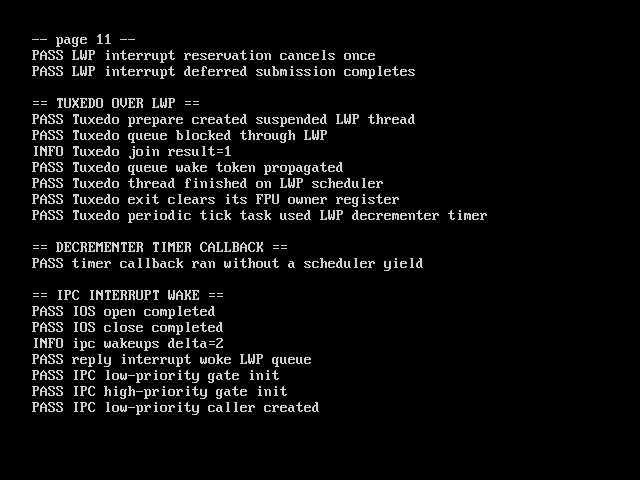 -- page 11 --
PASS LWP interrupt reservation cancels once
PASS LWP interrupt deferred submission completes
== TUXEDO OVER LWP ==
PASS Tuxedo prepare created suspended LWP thread
PASS Tuxedo queue blocked through LWP
INFO Tuxedo join result=1
PASS Tuxedo queue wake token propagated
PASS Tuxedo thread finished on LWP scheduler
PASS Tuxedo exit clears its FPU owner register
PASS Tuxedo periodic tick task used LWP decrementer timer
== DECREMENTER TIMER CALLBACK ==
PASS timer callback ran without a scheduler yield
== IPC INTERRUPT WAKE ==
PASS IOS open completed
PASS IOS close completed
INFO ipc wakeups delta=2
PASS reply interrupt woke LWP queue
PASS IPC low-priority gate init
PASS IPC high-priority gate init
PASS IPC low-priority caller created